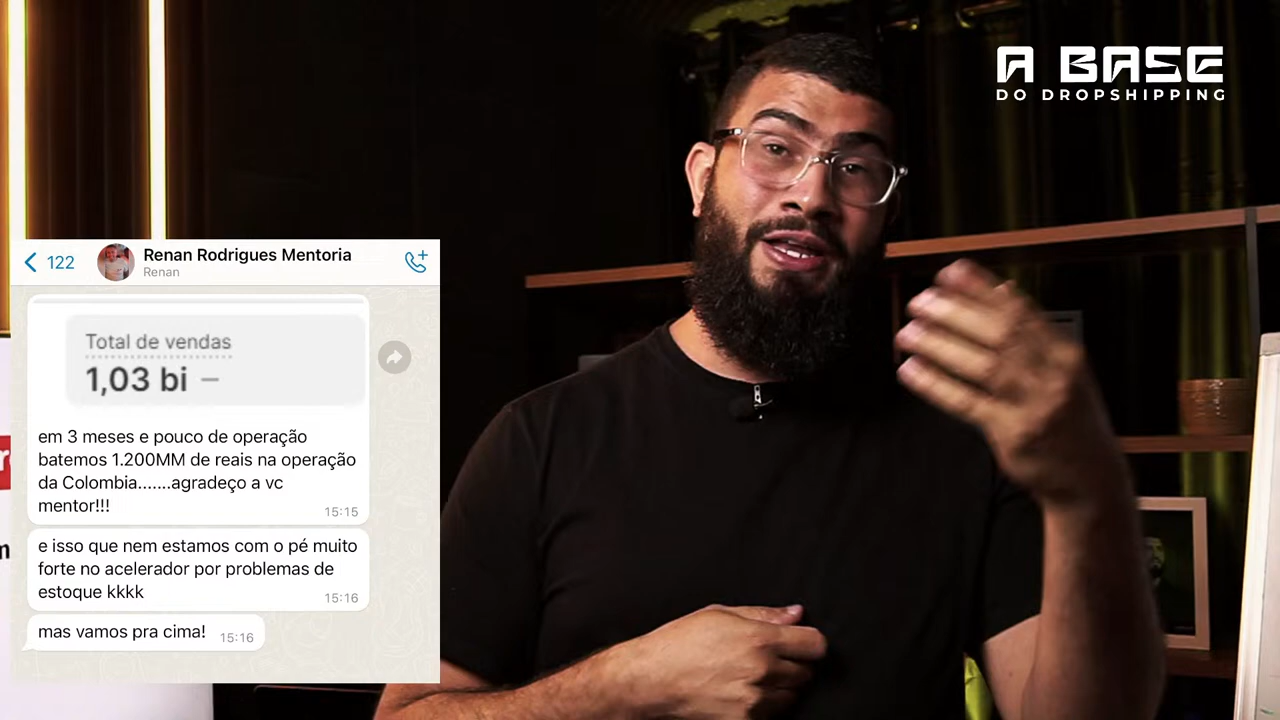 A BASE
DO DROPSHIPPING
122
Renan Rodrigues Mentoria
Renan
Total de vendas
1,03 bi –
em 3 meses e pouco de operação
batemos 1.200MM de reais na operação
da Colombia.......agradeço a vc
mentor!!!
15:15
e isso que nem estamos com o pé muito
forte no acelerador por problemas de
estoque kkkk
15:16
mas vamos pra cima!
15:16